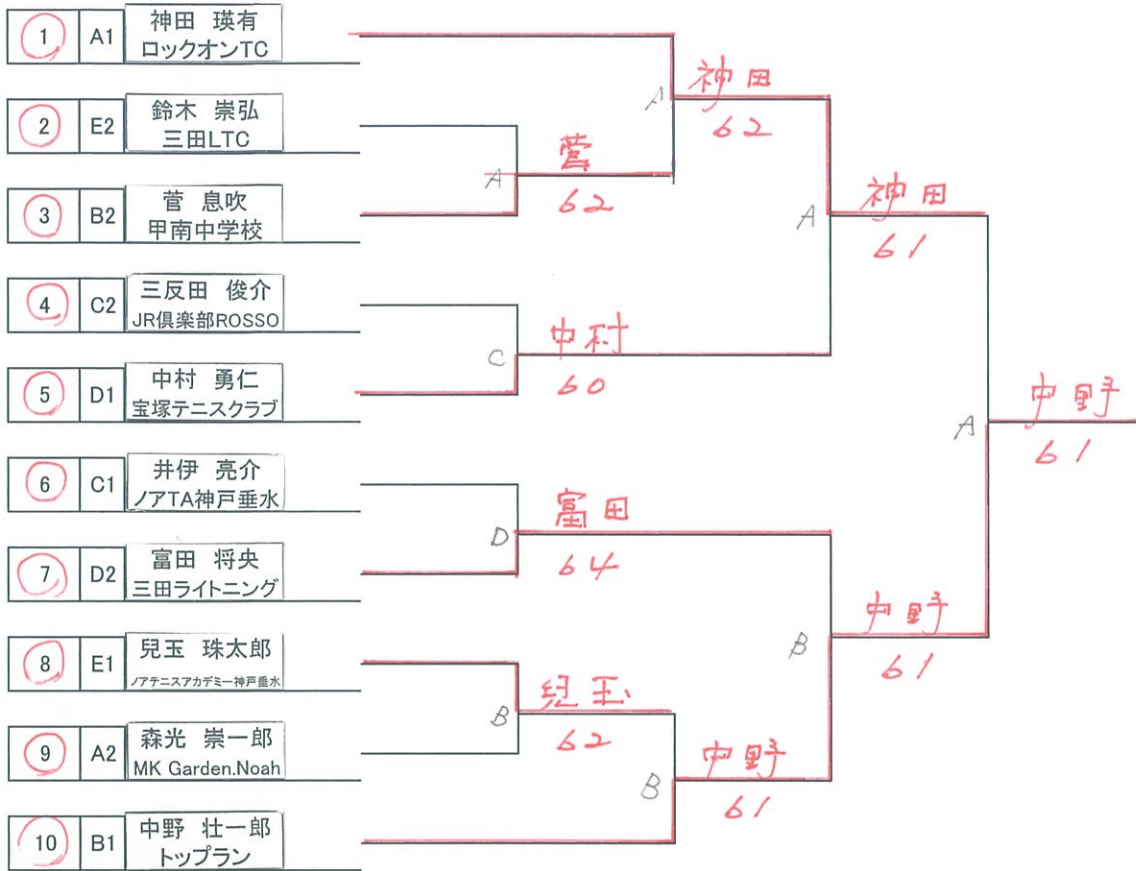 1 A1 神田 瑛有
ロックオンTC
2 E2 鈴木 崇弘
三田LTC
3 B2 菅 息吹
甲南中学校
4 C2 三反田 俊介
JR倶楽部ROSSO
5 D1 中村 勇仁
宝塚テニスクラブ
6 C1 井伊 亮介
ノアTA神戸垂水
7 D2 富田 将央
三田ライトニング
8 E1 兒玉 珠太郎
ノアテニスアカデミー神戸垂水
9 A2 森光 崇一郎
MK Garden.Noah
10 B1 中野 壮一郎
トップラン
A
菅
62
C
中村
60
D
富田
64
B
兒玉
62
A
神田
62
B
中野
61
A
神田
61
B
中野
61
A
中野
61